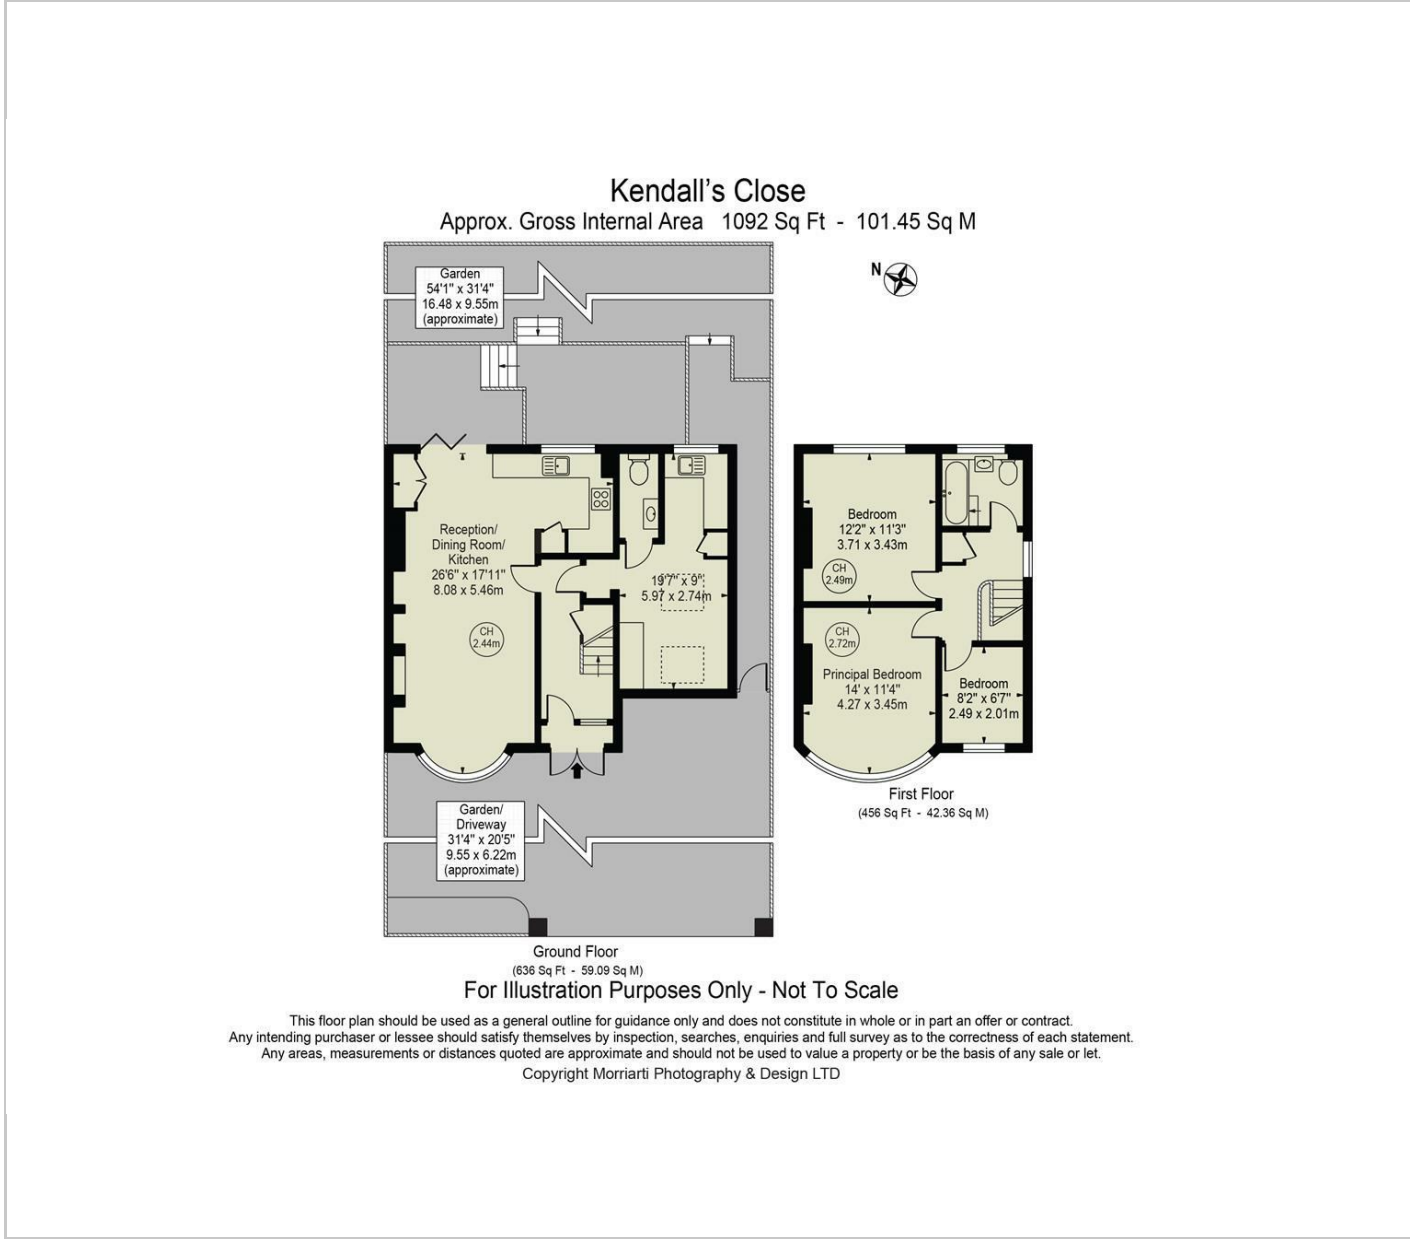 Kendall's Close
Approx. Gross Internal Area 1092 Sq Ft - 101.45 Sq M
N
Garden
54'1" x 31'4"
16.48 x 9.55m
(approximate)
Reception/
Dining Room/
Kitchen
26'6" x 17'11"
8.08 x 5.46m
CH
2.44m
19'7" x 9'
5.97 x 2.74m
Bedroom
12'2" x 11'3"
3.71 x 3.43m
CH
2.49m
CH
2.72m
Principal Bedroom
14' x 11'4"
4.27 x 3.45m
Bedroom
8'2" x 6'7"
2.49 x 2.01m
First Floor
(456 Sq Ft - 42.36 Sq M)
Garden/
Driveway
31'4" x 20'5"
9.55 x 6.22m
(approximate)
Ground Floor
(636 Sq Ft - 59.09 Sq M)
For Illustration Purposes Only - Not To Scale
This floor plan should be used as a general outline for guidance only and does not constitute in whole or in part an offer or contract.
Any intending purchaser or lessee should satisfy themselves by inspection, searches, enquiries and full survey as to the correctness of each statement.
Any areas, measurements or distances quoted are approximate and should not be used to value a property or be the basis of any sale or let.
Copyright Morriarti Photography & Design LTD